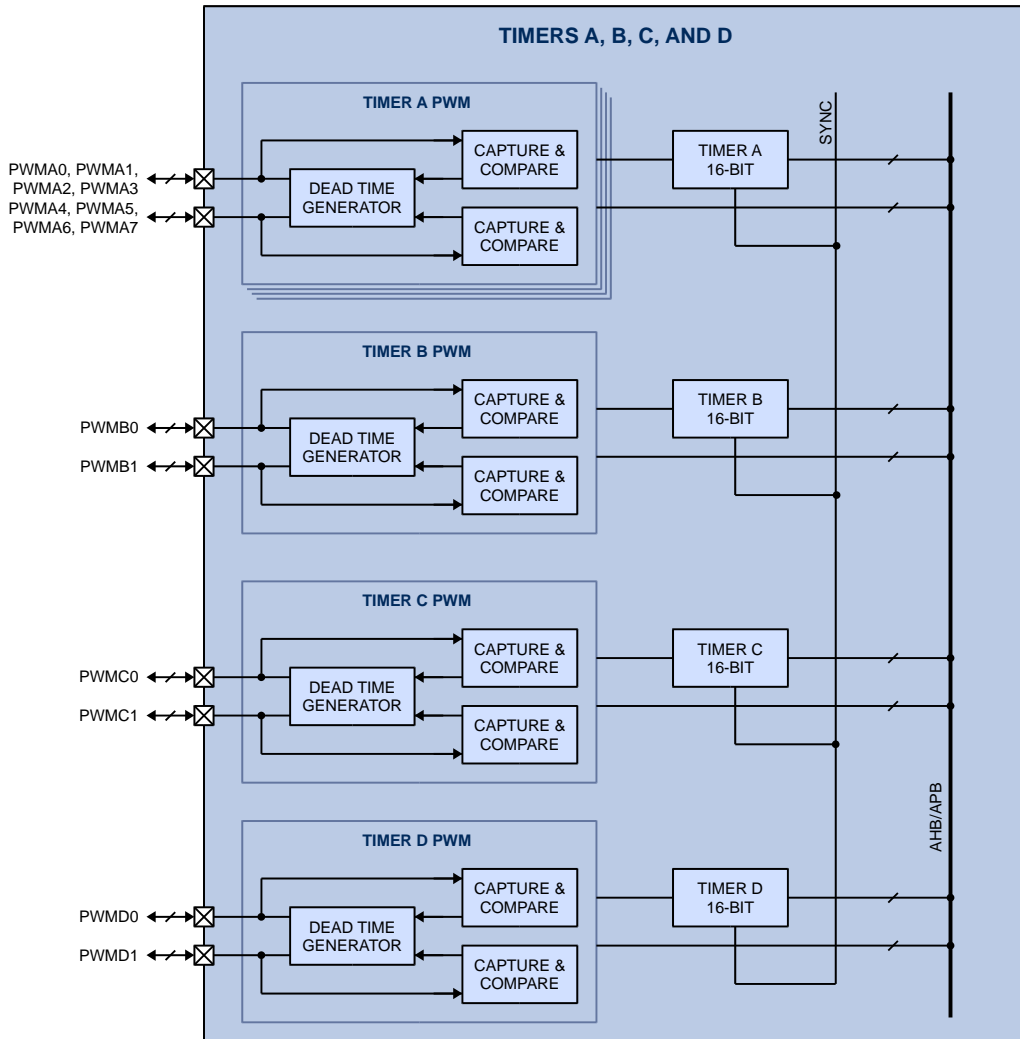 TIMERS A, B, C, AND D
TIMER A PWM
SYNC
PWMA0, PWMA1,
PWMA2, PWMA3
PWMA4, PWMA5,
PWMA6, PWMA7
DEAD TIME
GENERATOR
CAPTURE &
COMPARE
CAPTURE &
COMPARE
TIMER A
16-BIT
TIMER B PWM
PWMB0
PWMB1
DEAD TIME
GENERATOR
CAPTURE &
COMPARE
CAPTURE &
COMPARE
TIMER B
16-BIT
TIMER C PWM
PWMC0
PWMC1
DEAD TIME
GENERATOR
CAPTURE &
COMPARE
CAPTURE &
COMPARE
TIMER C
16-BIT
AHB/APB
TIMER D PWM
PWMD0
PWMD1
DEAD TIME
GENERATOR
CAPTURE &
COMPARE
CAPTURE &
COMPARE
TIMER D
16-BIT